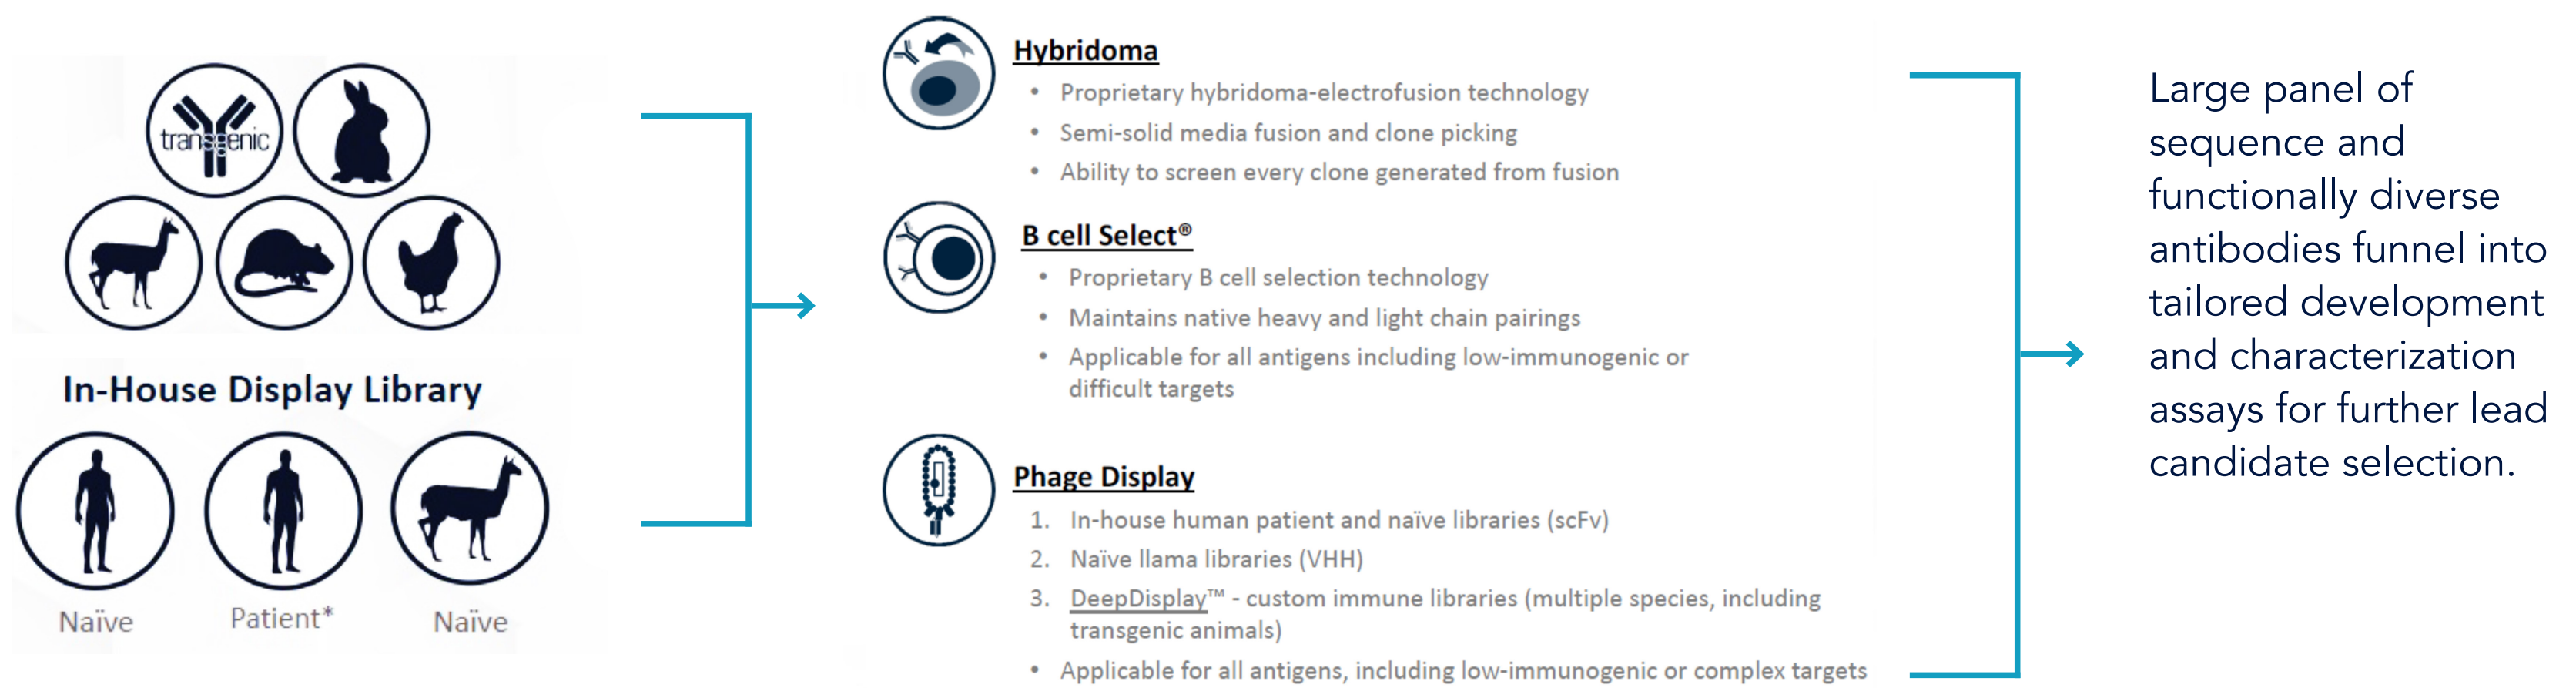 transgenic
In-House Display Library
Naïve
Patient*
Naïve
Hybridoma
• Proprietary hybridoma-electrofusion technology
• Semi-solid media fusion and clone picking
• Ability to screen every clone generated from fusion
B cell Select®
• Proprietary B cell selection technology
• Maintains native heavy and light chain pairings
• Applicable for all antigens including low-immunogenic or
difficult targets
Phage Display
1. In-house human patient and naïve libraries (scFv)
2. Naïve llama libraries (VHH)
3. DeepDisplay™ - custom immune libraries (multiple species, including
transgenic animals)
• Applicable for all antigens, including low-immunogenic or complex targets
Large panel of
sequence and
functionally diverse
antibodies funnel into
tailored development
and characterization
assays for further lead
candidate selection.